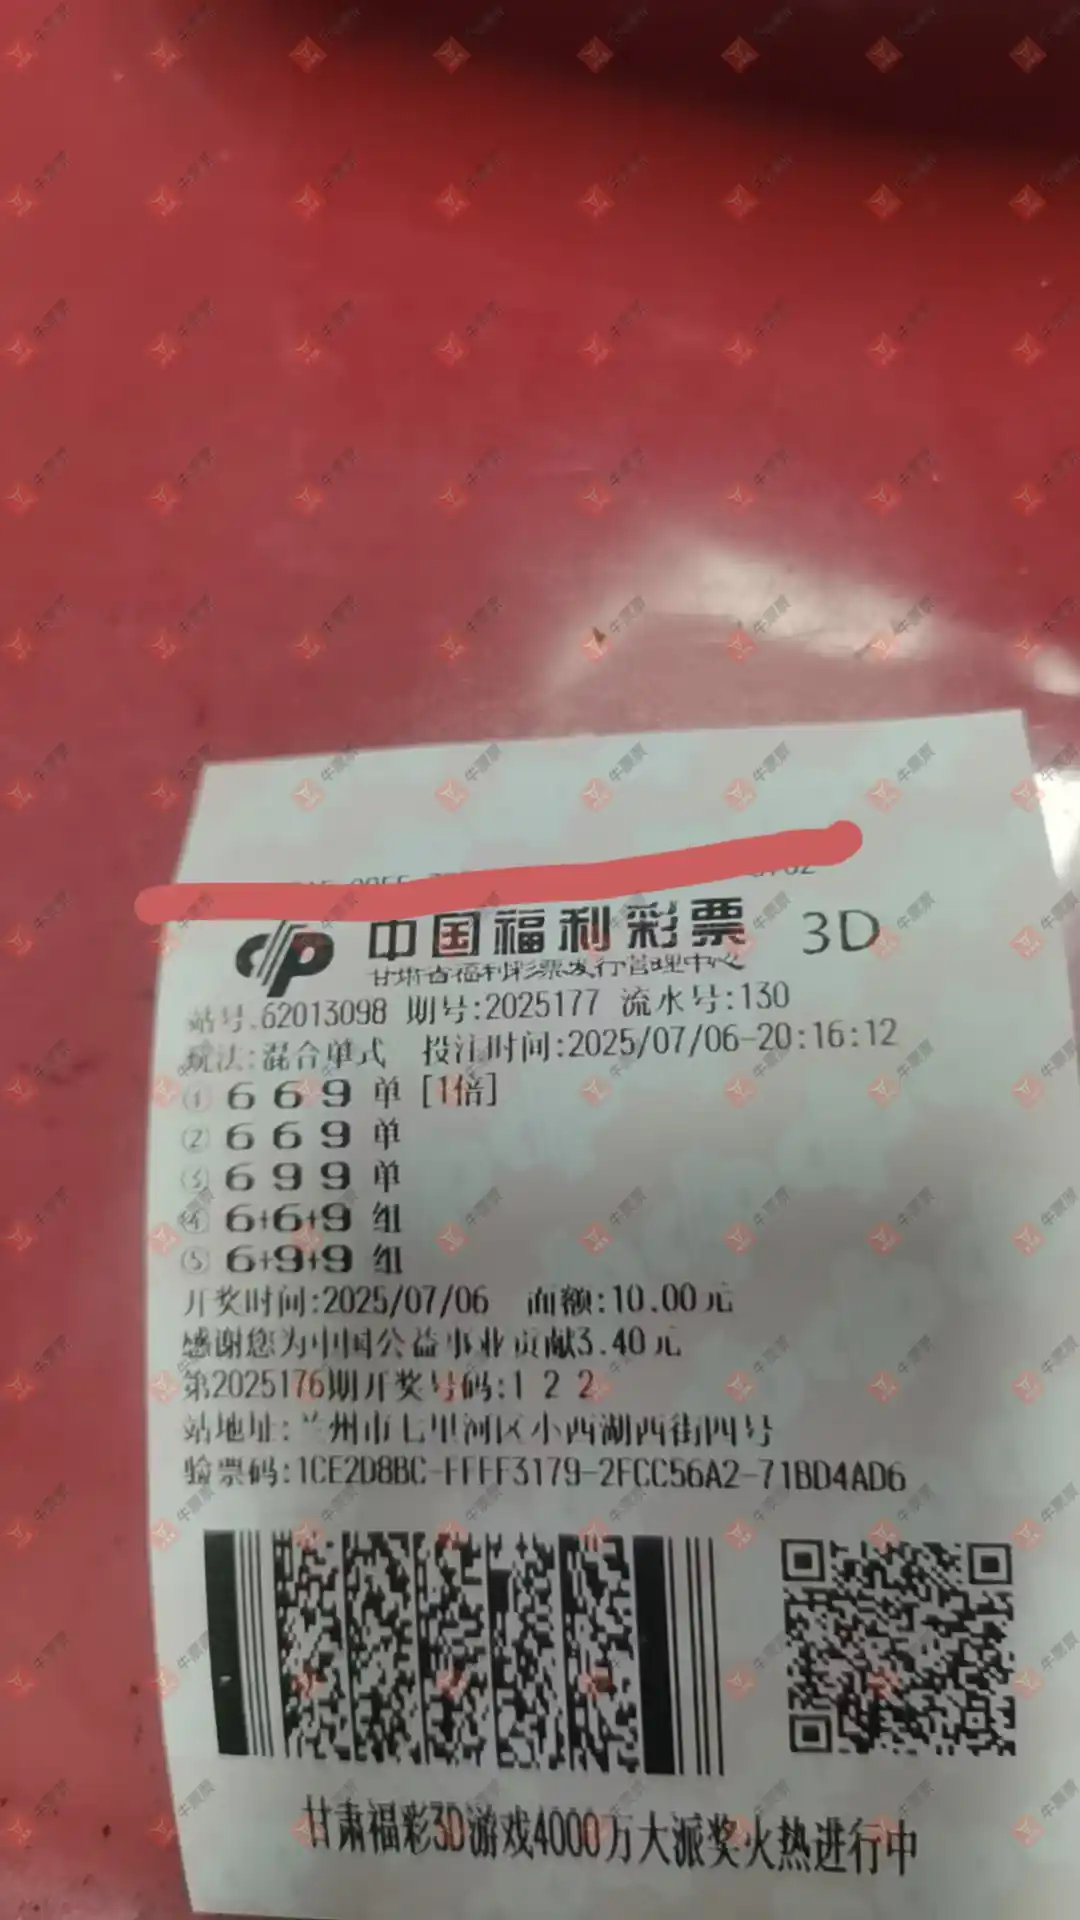 中国福利彩票 3D
甘肃省福利彩票发行管理中心
站号:62013098 期号:2025177 流水号:130
玩法:混合单式 投注时间:2025/07/06-20:16:12
① 6 6 9 单 [1倍]
② 6 6 9 单
③ 6 9 9 单
④ 6+6+9 组
⑤ 6+9+9 组
开奖时间:2025/07/06 面额:10.00元
感谢您为中国公益事业贡献3.40元
第2025176期开奖号码:1 2 2
站地址:兰州市七里河区小西湖西街四号
验票码:1CE2D8BC-FFFF3179-2FCC56A2-71BD4AD6
甘肃福彩3D游戏4000万大派奖火热进行中
牛票票